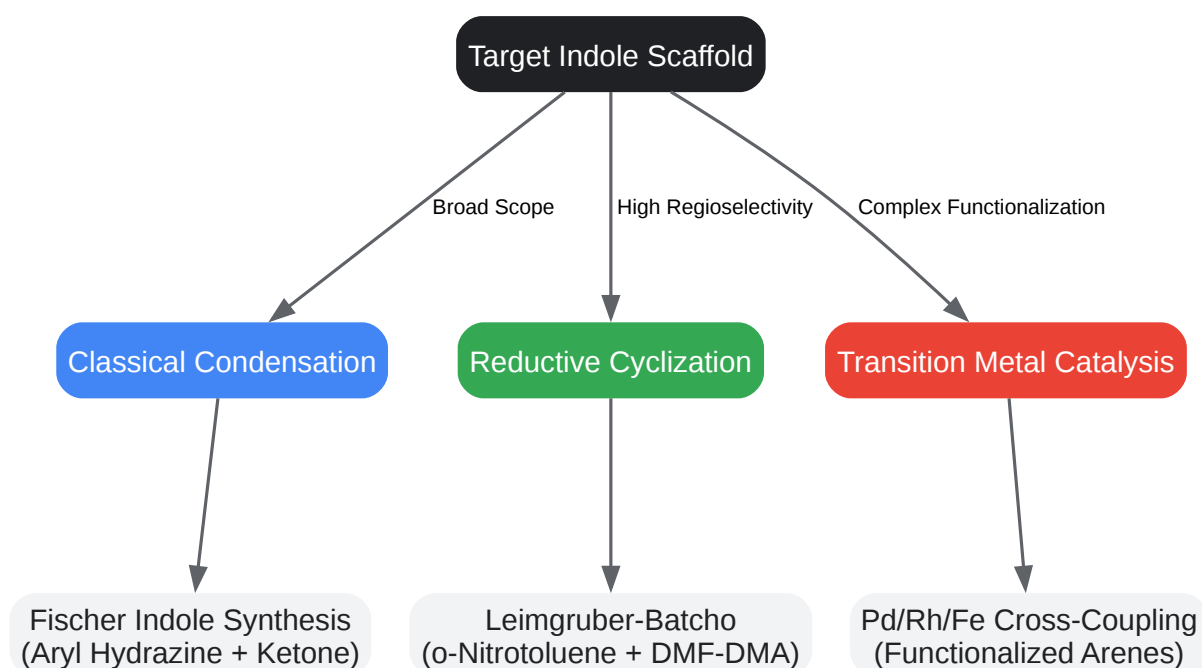 Target Indole Scaffold
Broad Scope
High Regioselectivity
Complex Functionalization
Classical Condensation
Reductive Cyclization
Transition Metal Catalysis
Fischer Indole Synthesis
(Aryl Hydrazine + Ketone)
Leimgruber-Batcho
(o-Nitrotoluene + DMF-DMA)
Pd/Rh/Fe Cross-Coupling
(Functionalized Arenes)